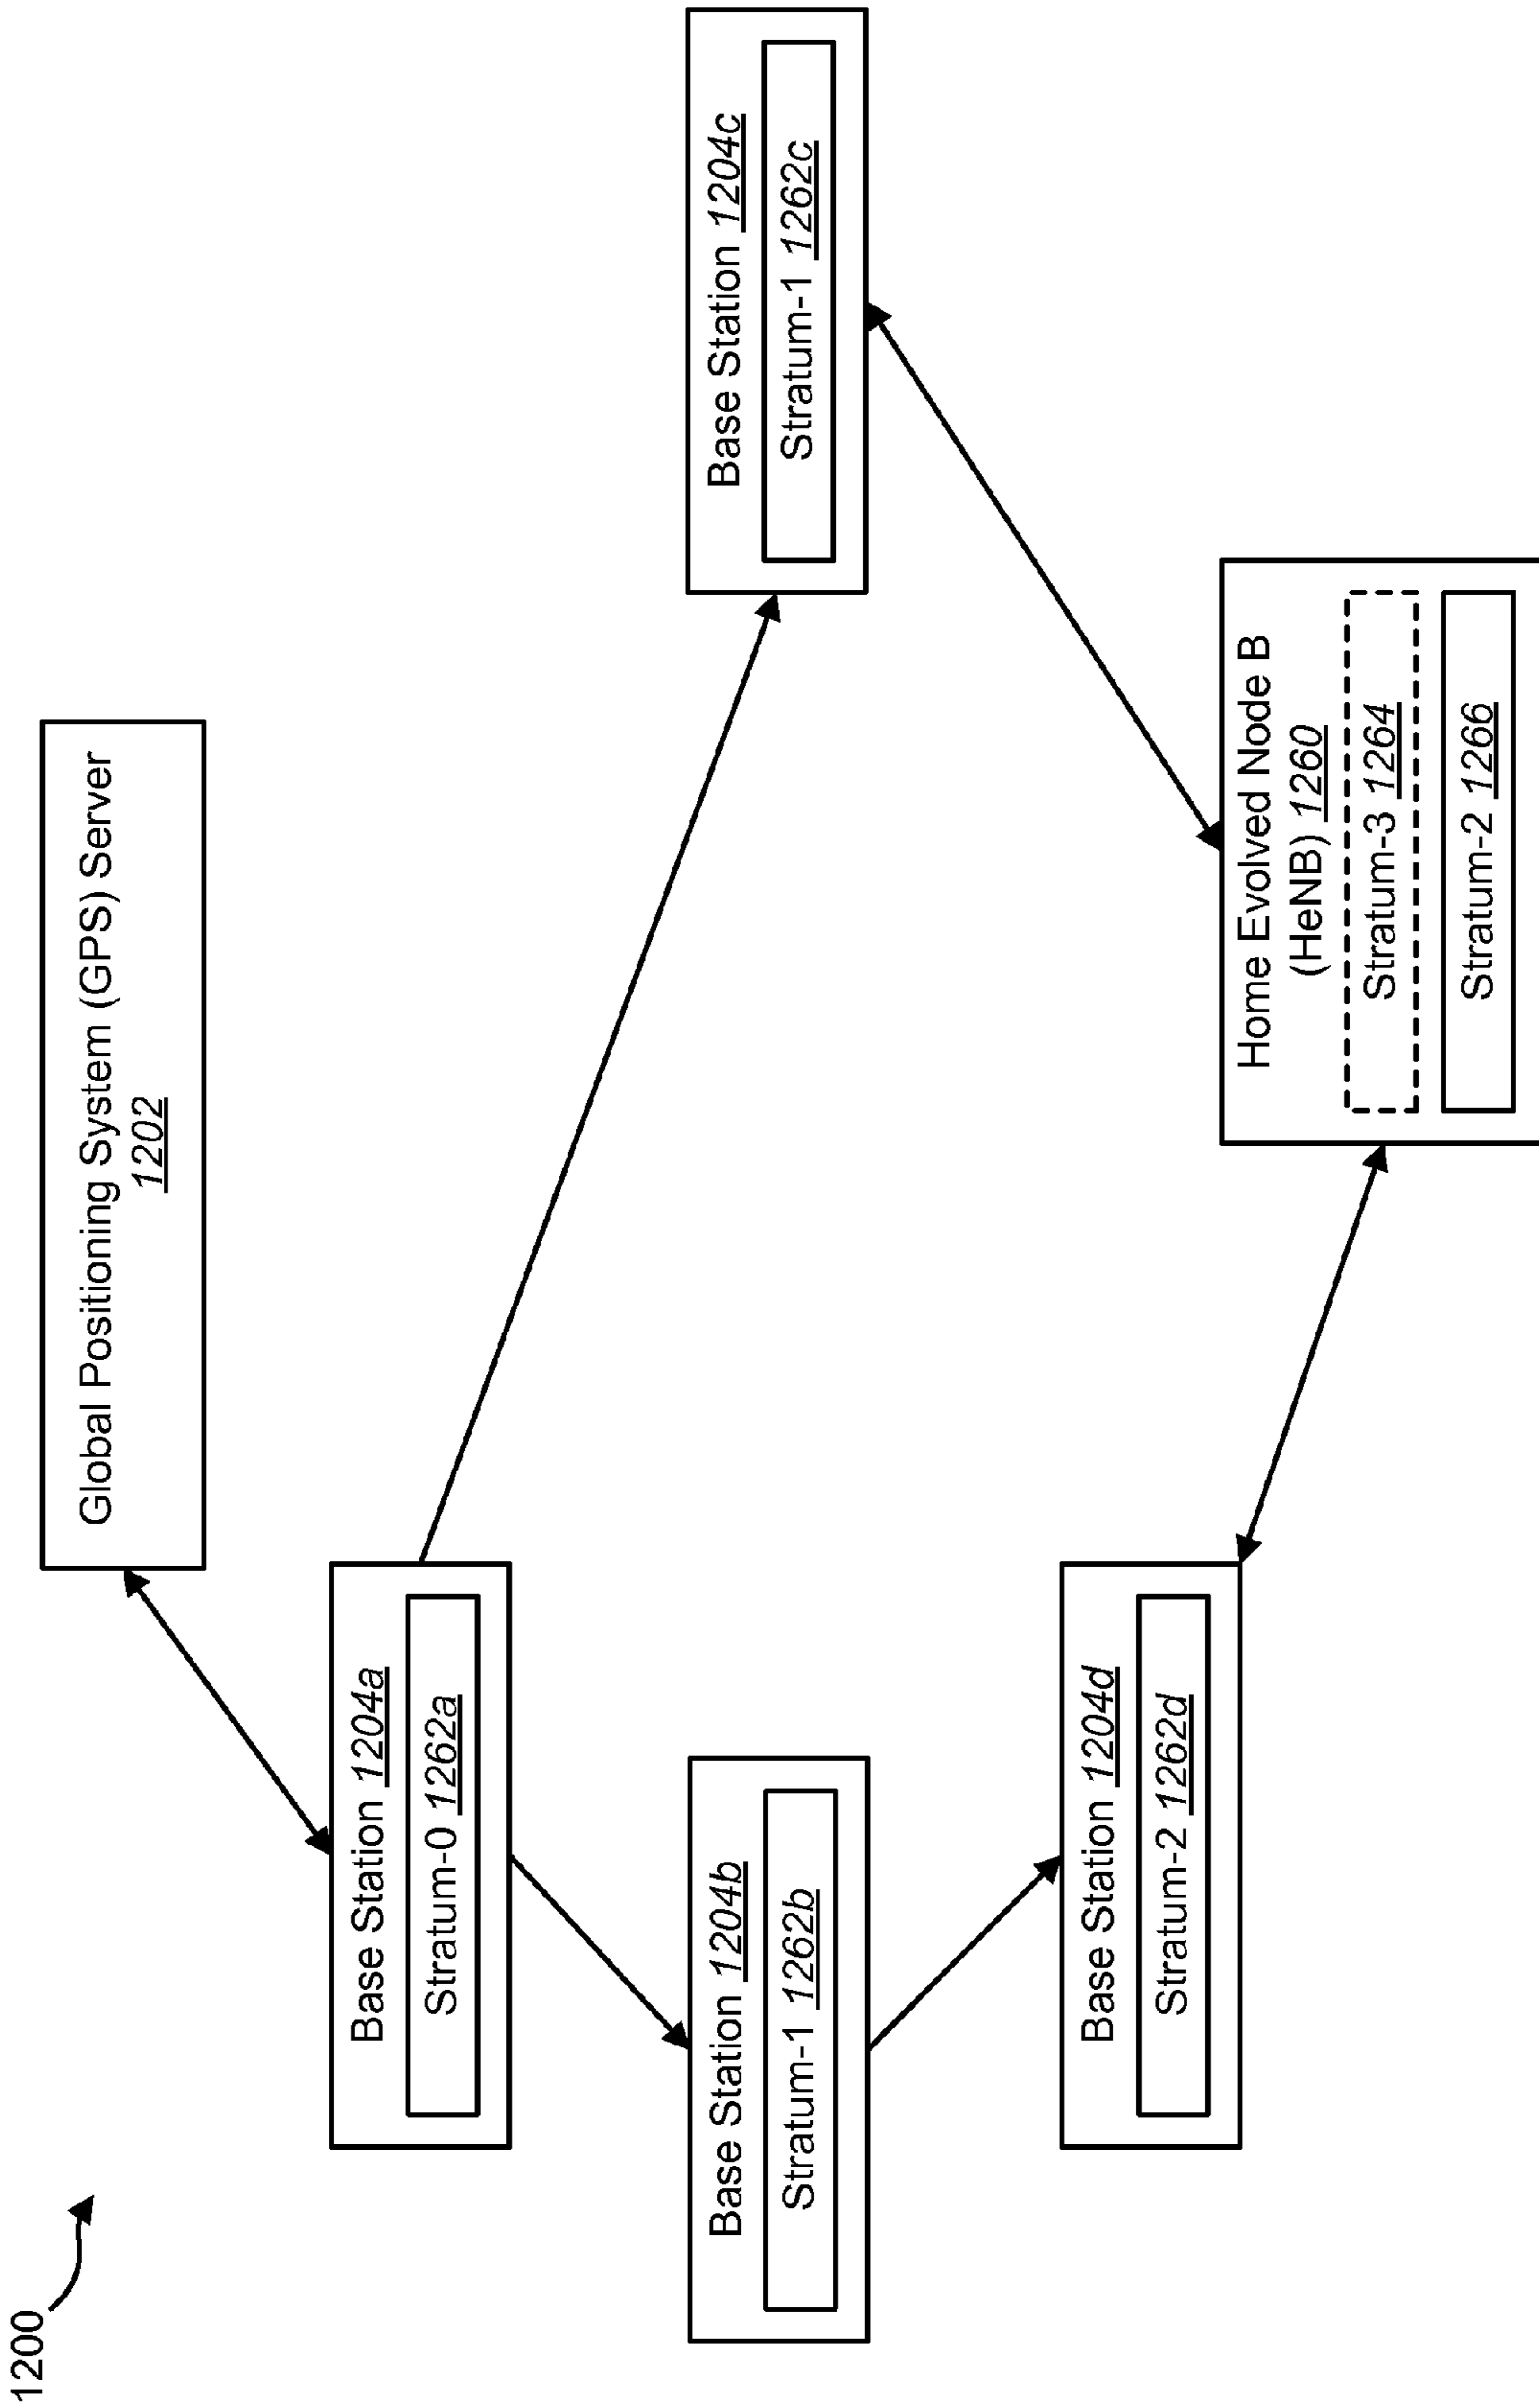 1200
Global Positioning System (GPS) Server
1202
Base Station 1204a
Stratum-0 1262a
Base Station 1204b
Stratum-1 1262b
Base Station 1204c
Stratum-1 1262c
Base Station 1204d
Stratum-2 1262d
Home Evolved Node B
(HeNB) 1260
Stratum-3 1264
Stratum-2 1266